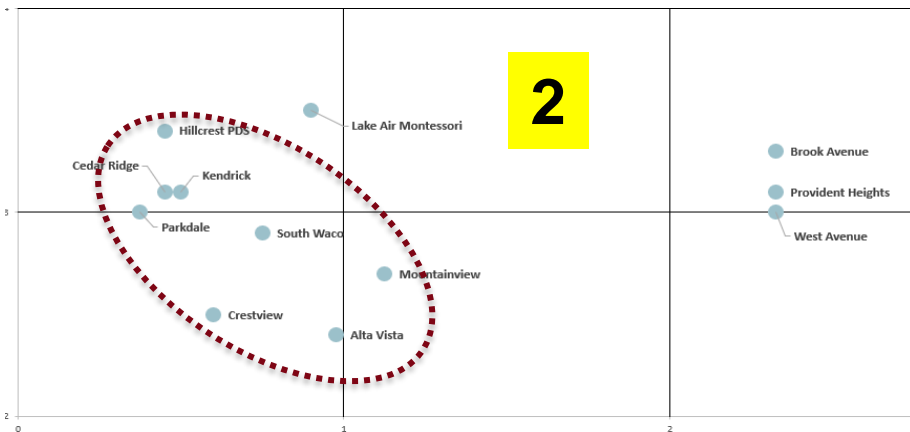 2
Lake Air Montessori
Hillcrest PDS
Brook Avenue
Cedar Ridge
Kendrick
Provident Heights
Parkdale
South Waco
West Avenue
Mountainview
Crestview
Alta Vista
2
0
1
2